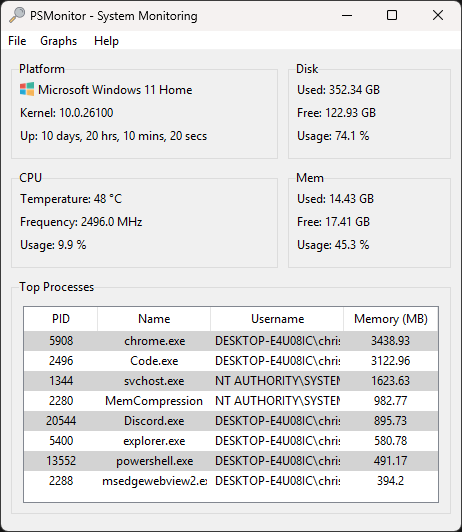 PSMonitor - System Monitoring
File Graphs Help
Platform
Microsoft Windows 11 Home
Kernel: 10.0.26100
Up: 10 days, 20 hrs, 10 mins, 20 secs
Disk
Used: 352.34 GB
Free: 122.93 GB
Usage: 74.1 %
CPU
Temperature: 48 °C
Frequency: 2496.0 MHz
Usage: 9.9 %
Mem
Used: 14.43 GB
Free: 17.41 GB
Usage: 45.3 %
Top Processes
PID Name Username Memory (MB)
5908 chrome.exe DESKTOP-E4U08IC\chris 3438.93
2496 Code.exe DESKTOP-E4U08IC\chris 3122.96
1344 svchost.exe NT AUTHORITY\SYSTEM 1623.63
2280 MemCompression DESKTOP-E4U08IC\chris 982.77
20544 Discord.exe DESKTOP-E4U08IC\chris 895.73
5400 explorer.exe DESKTOP-E4U08IC\chris 580.78
13552 powershell.exe DESKTOP-E4U08IC\chris 491.17
2288 msedgewebview2.ex DESKTOP-E4U08IC\chris 394.2